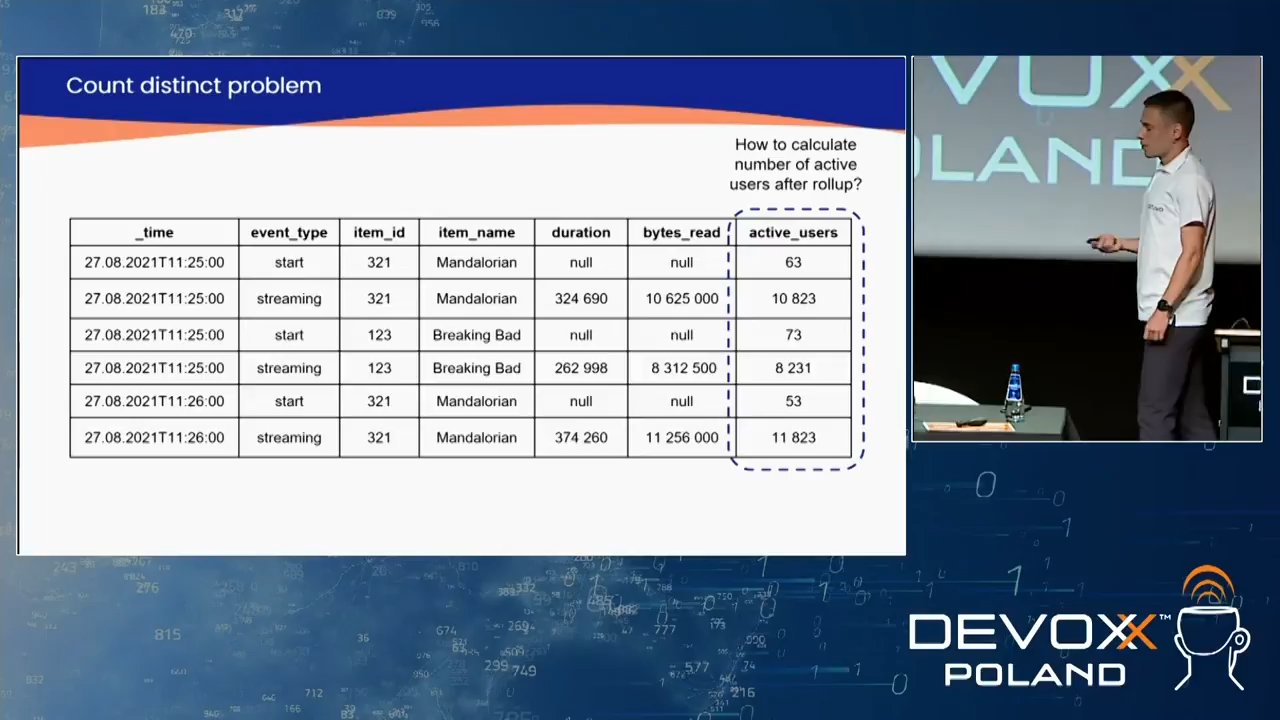 Count distinct problem
How to calculate
number of active
users after rollup?
_time event_type item_id item_name duration bytes_read active_users
27.08.2021T11:25:00 start 321 Mandalorian null null 63
27.08.2021T11:25:00 streaming 321 Mandalorian 324 690 10 625 000 10 823
27.08.2021T11:25:00 start 123 Breaking Bad null null 73
27.08.2021T11:25:00 streaming 123 Breaking Bad 262 998 8 312 500 8 231
27.08.2021T11:26:00 start 321 Mandalorian null null 53
27.08.2021T11:26:00 streaming 321 Mandalorian 374 260 11 256 000 11 823
VOXX
OLAND
DEVOXX™
POLAND